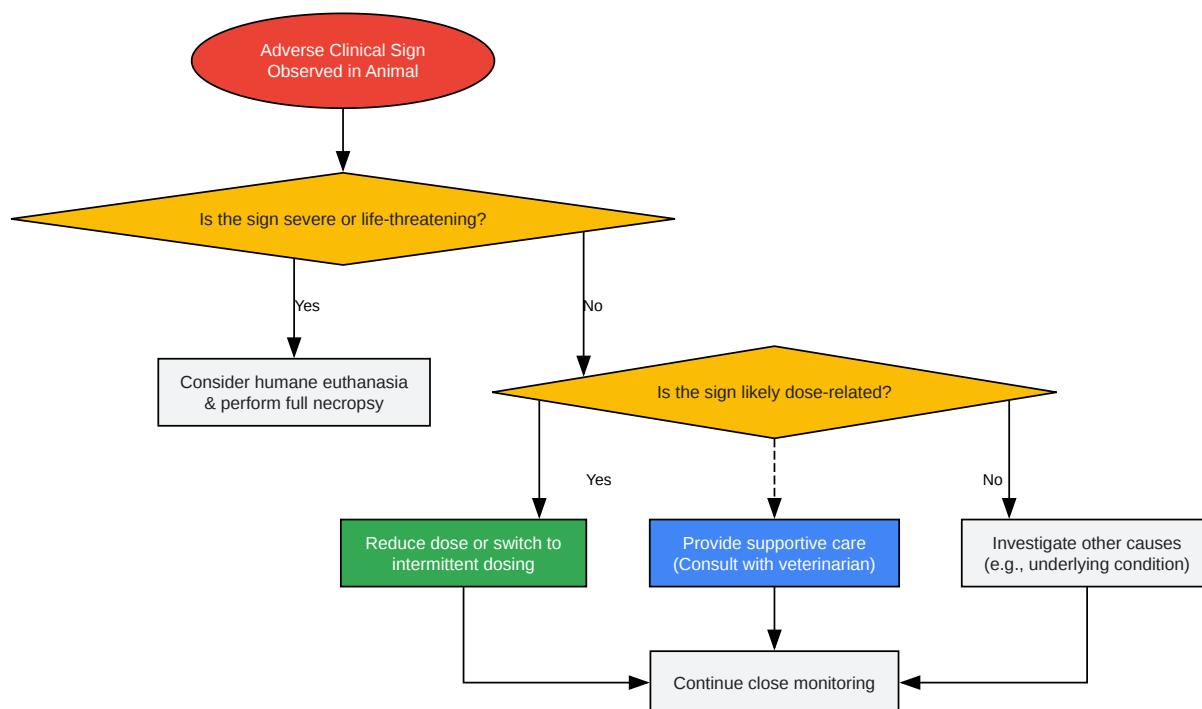 Adverse Clinical Sign
Observed in Animal
Is the sign severe or life-threatening?
Yes
No
Consider humane euthanasia
& perform full necropsy
Is the sign likely dose-related?
Yes
No
Reduce dose or switch to
intermittent dosing
Provide supportive care
(Consult with veterinarian)
Investigate other causes
(e.g., underlying condition)
Continue close monitoring